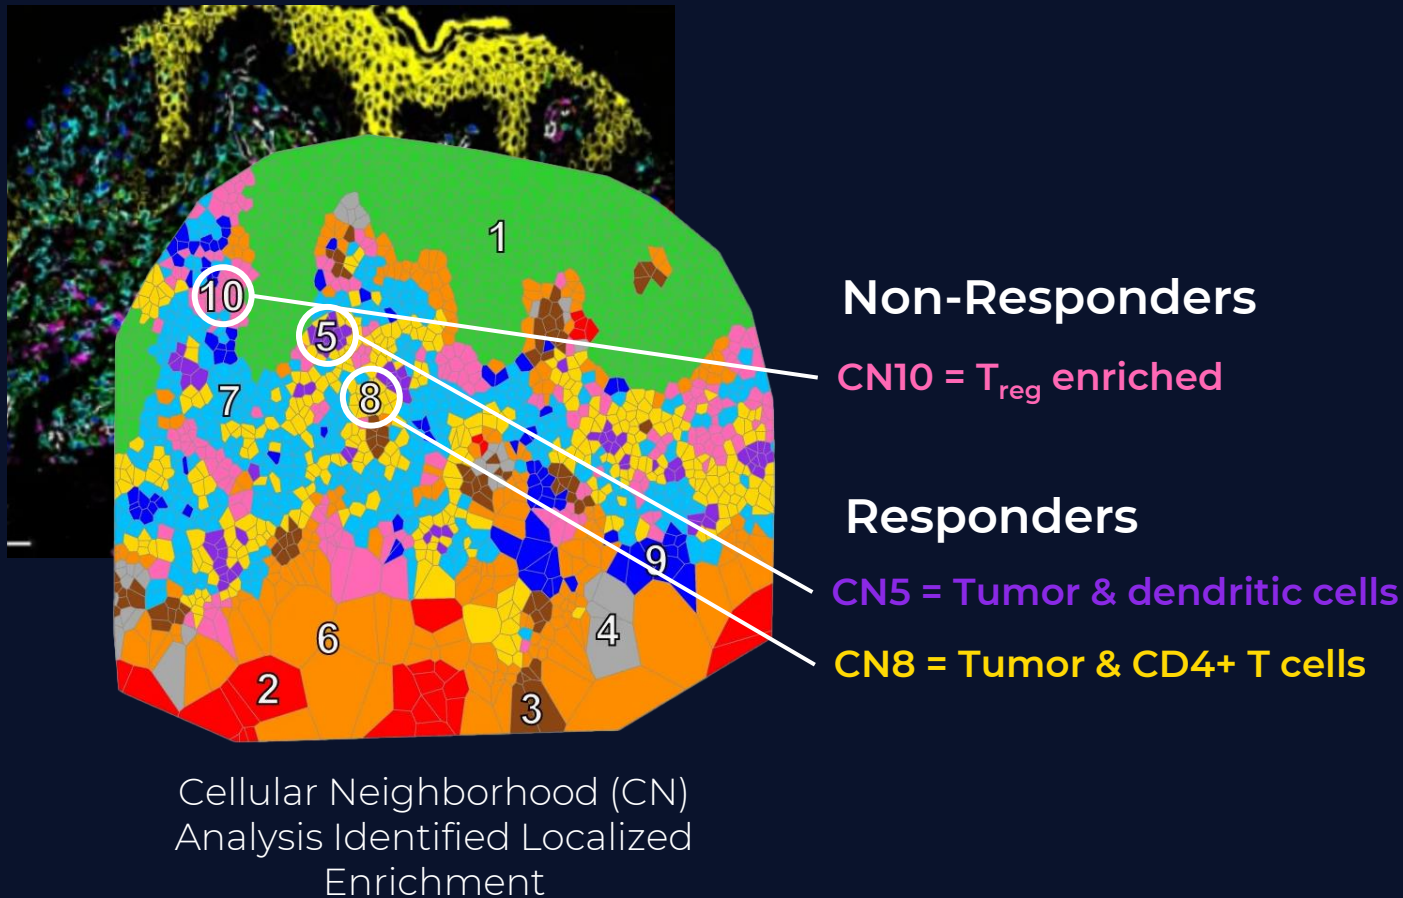 1
10
5
7
8
9
6
4
2
3
Non-Responders
CN10 = Treg enriched
Responders
CN5 = Tumor & dendritic cells
CN8 = Tumor & CD4+ T cells
Cellular Neighborhood (CN)
Analysis Identified Localized
Enrichment